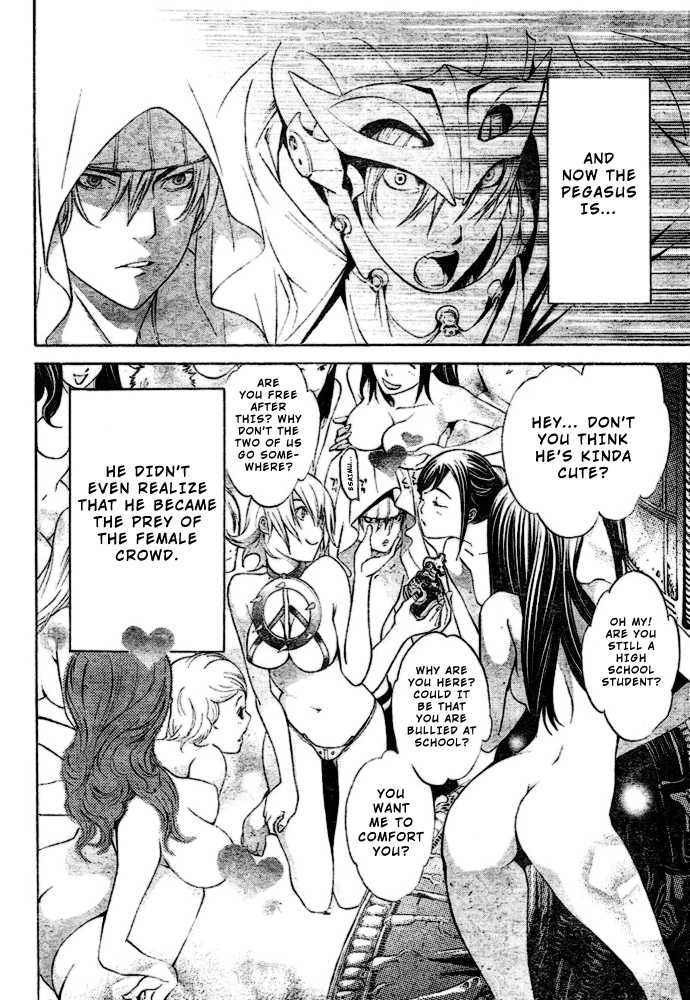 AND
NOW THE
PEGASUS
IS...
HEY... DON'T
YOU THINK
HE'S KINDA
CUTE?
ARE
YOU FREE
AFTER
THIS? WHY
DON'T THE
TWO OF US
GO SOME-
WHERE?
HE DIDN'T
EVEN REALIZE
THAT HE BECAME
THE PREY OF
THE FEMALE
CROWD.
OH MY!
ARE YOU
STILL A
HIGH
SCHOOL
STUDENT?
WHY ARE
YOU HERE?
COULD IT
BE THAT
YOU ARE
BULLIED AT
SCHOOL?
YOU
WANT
ME TO
COMFORT
YOU?